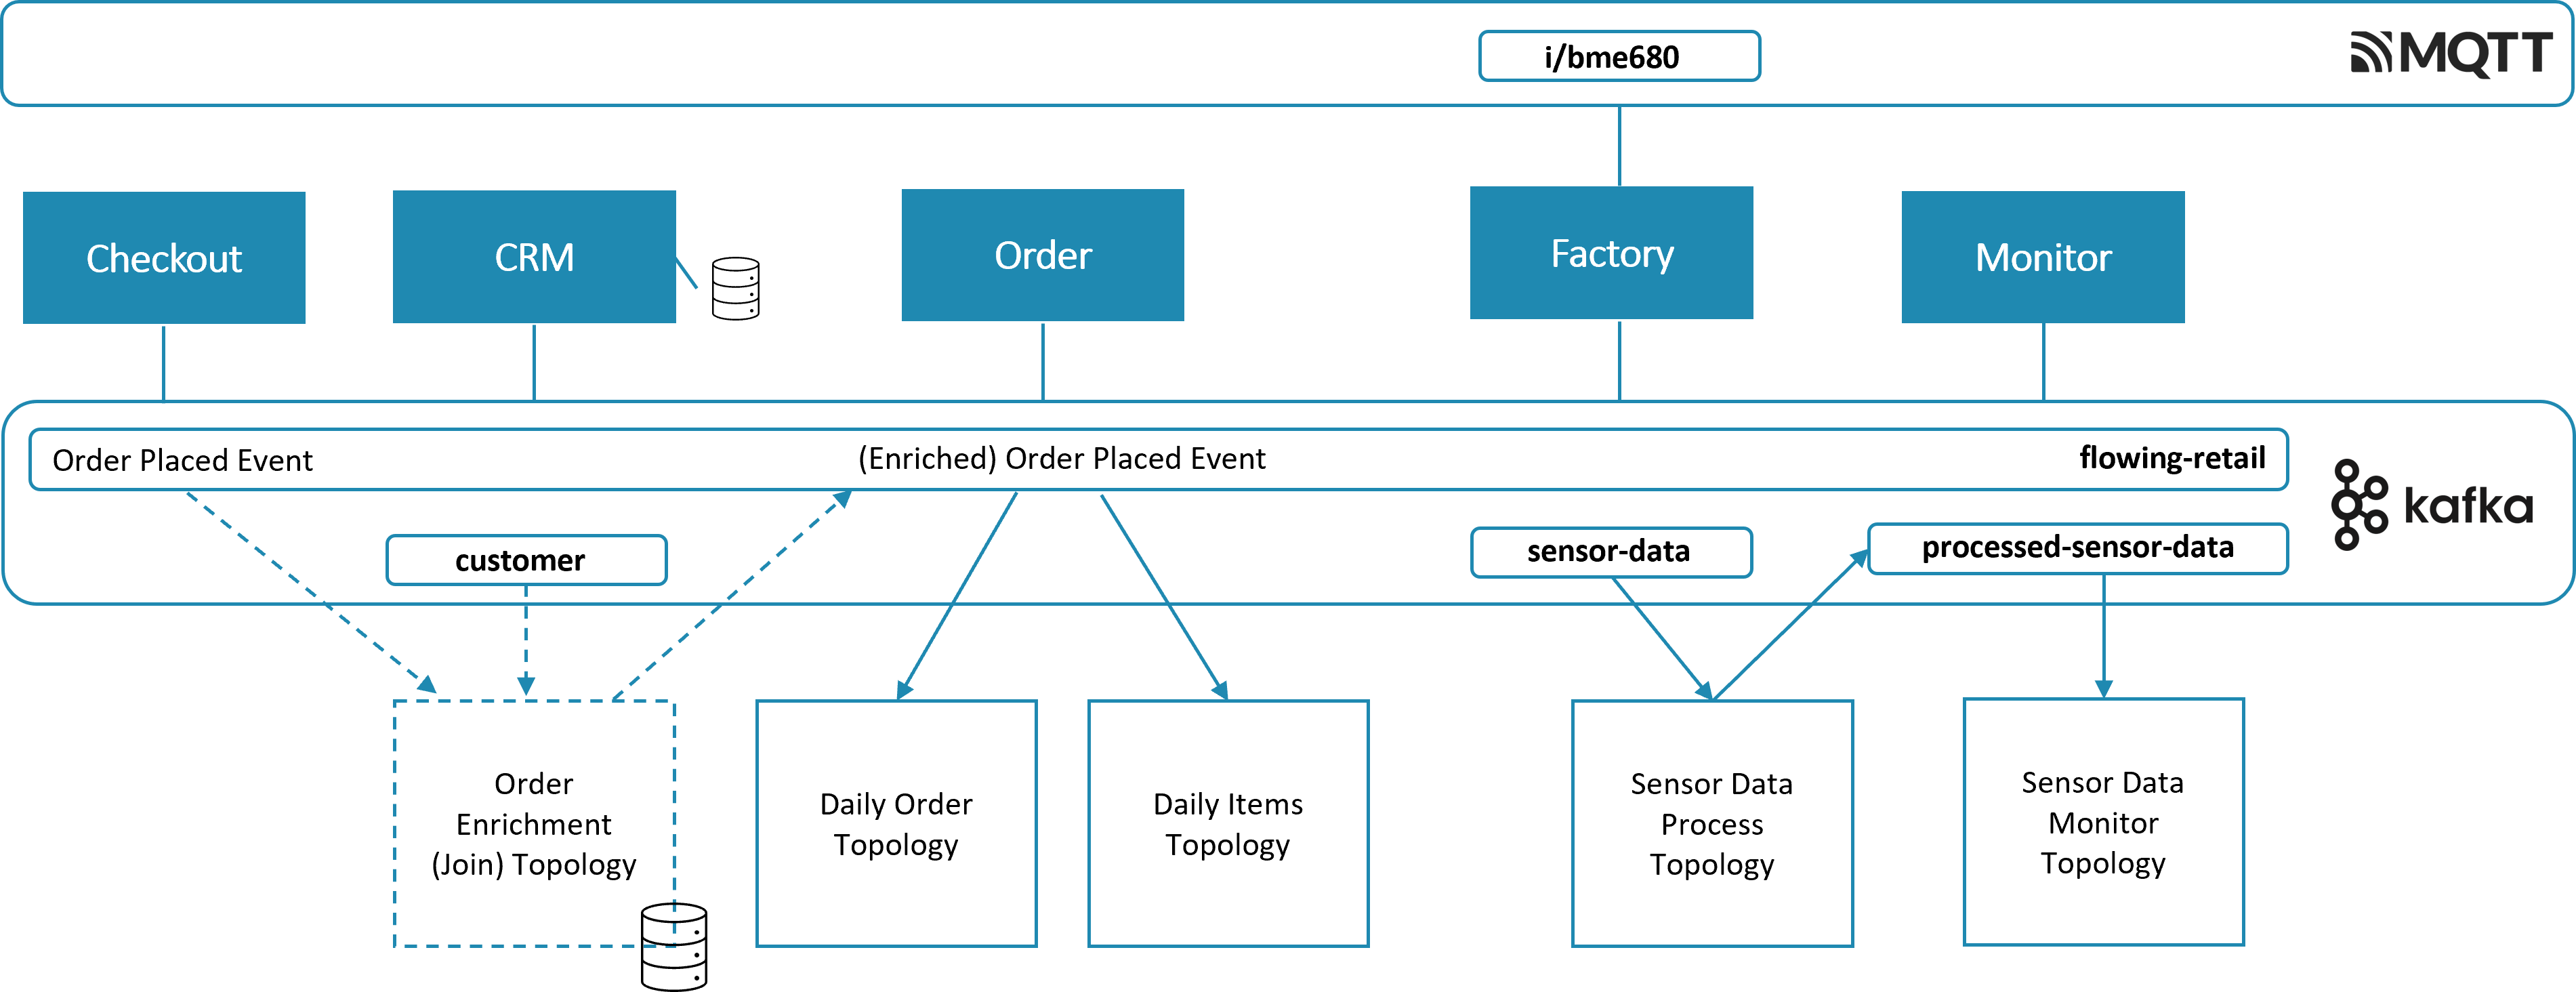 i/bme680
MQTT
Checkout
CRM
Order
Factory
Monitor
Order Placed Event
(Enriched) Order Placed Event
flowing-retail
kafka
customer
sensor-data
processed-sensor-data
Order
Enrichment
(Join) Topology
Daily Order
Topology
Daily Items
Topology
Sensor Data
Process
Topology
Sensor Data
Monitor
Topology